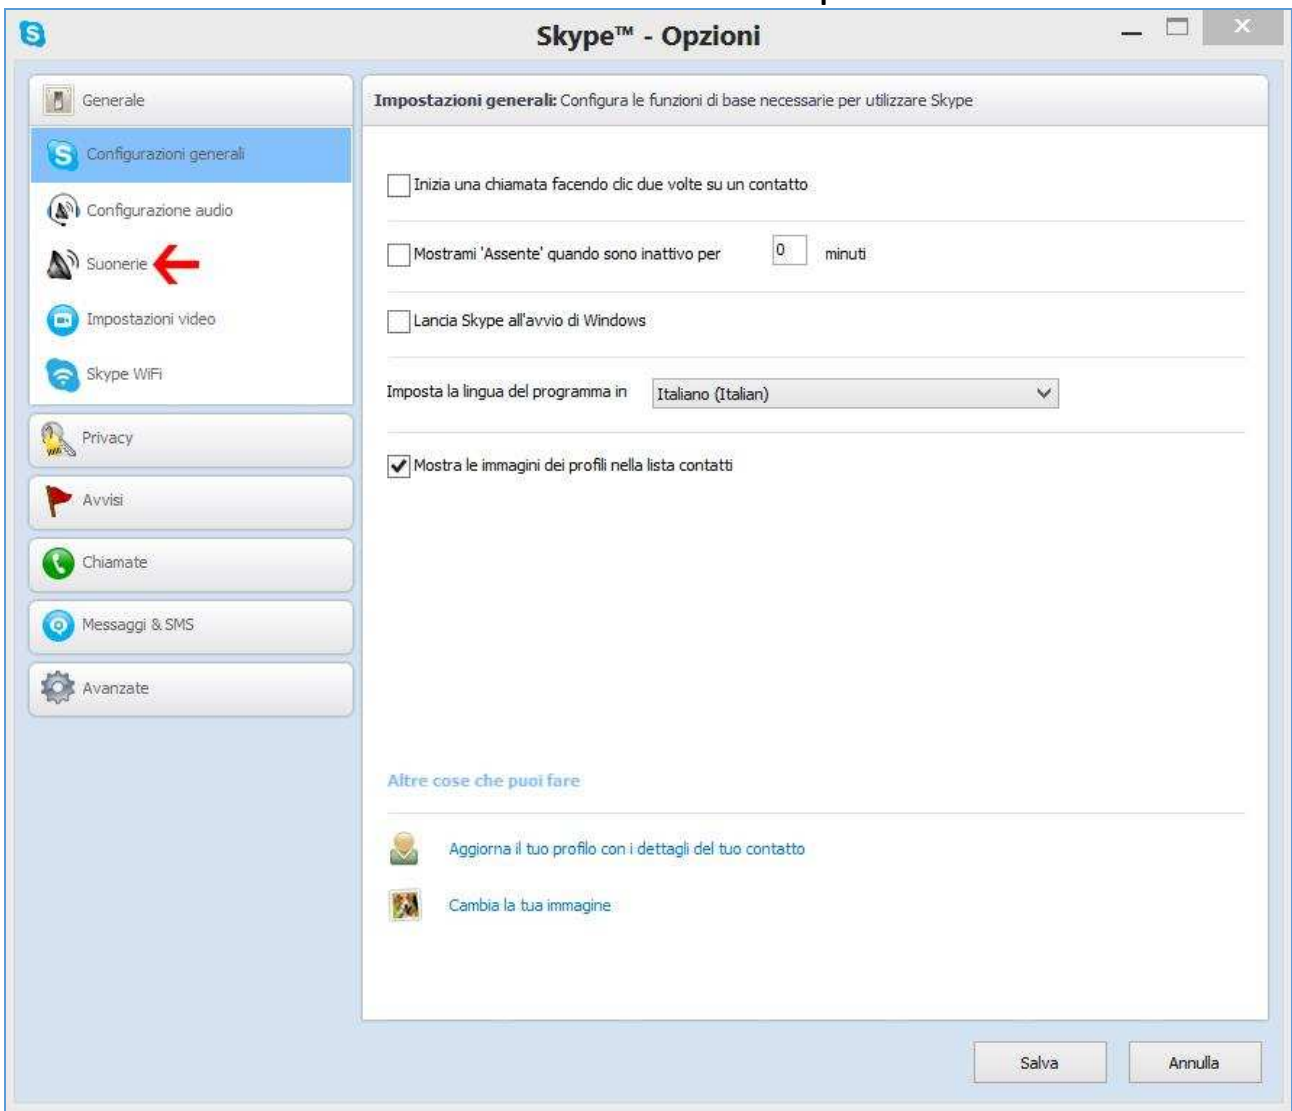 Skype™ - Opzioni
Generale
Configurazioni generali
Configurazione audio
Suonerie
Impostazioni video
Skype WiFi
Privacy
Avvisi
Chiamate
Messaggi & SMS
Avanzate
Impostazioni generali: Configura le funzioni di base necessarie per utilizzare Skype
Inizia una chiamata facendo clic due volte su un contatto
Mostrami 'Assente' quando sono inattivo per 0 minuti
Lancia Skype all'avvio di Windows
Imposta la lingua del programma in Italiano (Italian)
Mostra le immagini dei profili nella lista contatti
Altre cose che puoi fare
Aggiorna il tuo profilo con i dettagli del tuo contatto
Cambia la tua immagine
Salva Annulla